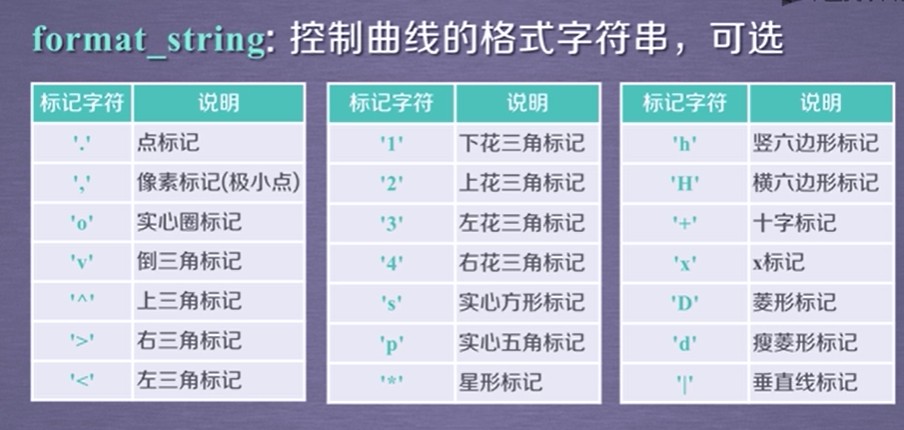 format_string: 控制曲线的格式字符串，可选
标记字符 说明
'.' 点标记
',' 像素标记(极小点)
'o' 实心圈标记
'v' 倒三角标记
'^' 上三角标记
'>' 右三角标记
'<' 左三角标记
标记字符 说明
'1' 下花三角标记
'2' 上花三角标记
'3' 左花三角标记
'4' 右花三角标记
's' 实心方形标记
'p' 实心五角标记
'*' 星形标记
标记字符 说明
'h' 竖六边形标记
'H' 横六边形标记
'+' 十字标记
'x' x标记
'D' 菱形标记
'd' 瘦菱形标记
'|' 垂直线标记